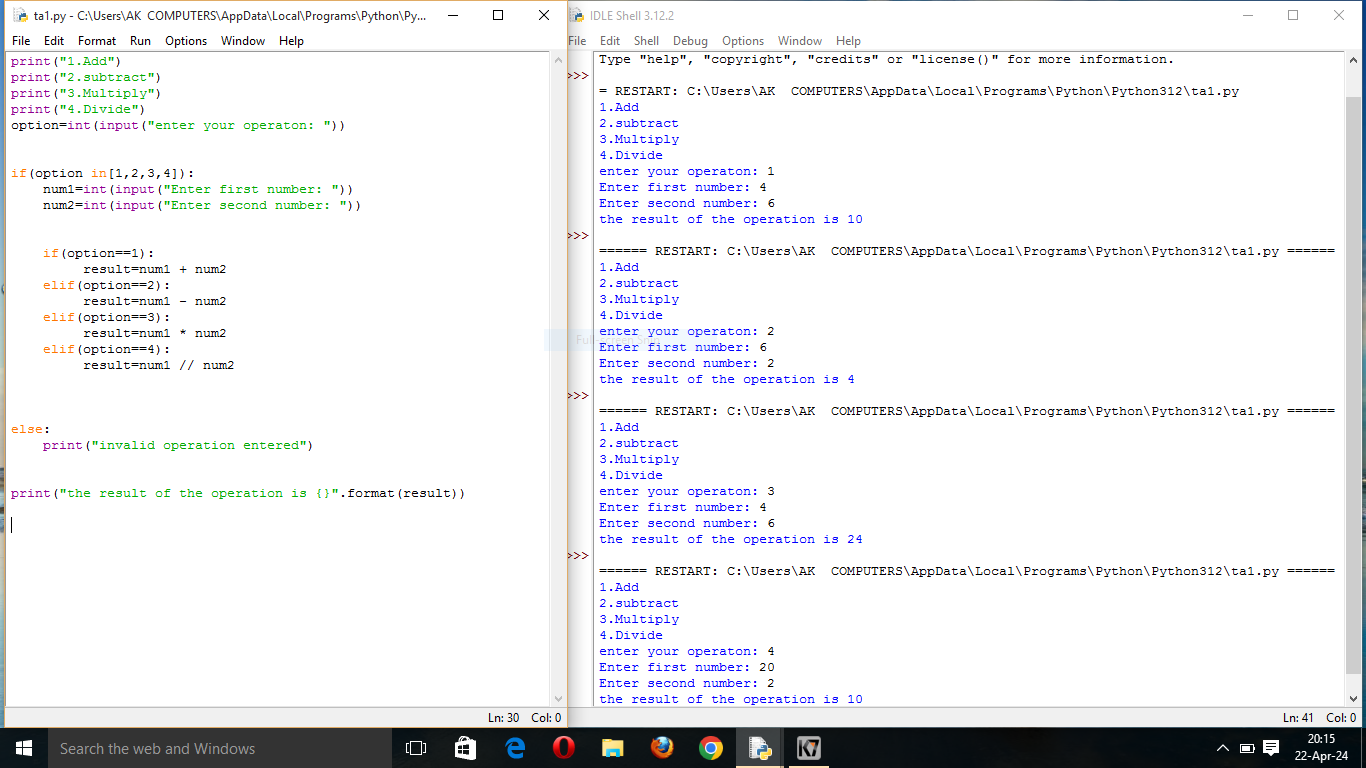 ta1.py - C:\Users\AK  COMPUTERS\AppData\Local\Programs\Python\Py...
File Edit Format Run Options Window Help
print("1.Add")
print("2.subtract")
print("3.Multiply")
print("4.Divide")
option=int(input("enter your operaton: "))
if(option in[1,2,3,4]):
    num1=int(input("Enter first number: "))
    num2=int(input("Enter second number: "))
    if(option==1):
         result=num1 + num2
    elif(option==2):
         result=num1 - num2
    elif(option==3):
         result=num1 * num2
    elif(option==4):
         result=num1 // num2
else:
    print("invalid operation entered")
print("the result of the operation is {}".format(result))
Ln: 30 Col: 0
IDLE Shell 3.12.2
File Edit Shell Debug Options Window Help
Type "help", "copyright", "credits" or "license()" for more information.
>>>
= RESTART: C:\Users\AK  COMPUTERS\AppData\Local\Programs\Python\Python312\ta1.py
1.Add
2.subtract
3.Multiply
4.Divide
enter your operaton: 1
Enter first number: 4
Enter second number: 6
the result of the operation is 10
>>>
====== RESTART: C:\Users\AK  COMPUTERS\AppData\Local\Programs\Python\Python312\ta1.py ======
1.Add
2.subtract
3.Multiply
4.Divide
enter your operaton: 2
Enter first number: 6
Enter second number: 2
the result of the operation is 4
>>>
====== RESTART: C:\Users\AK  COMPUTERS\AppData\Local\Programs\Python\Python312\ta1.py ======
1.Add
2.subtract
3.Multiply
4.Divide
enter your operaton: 3
Enter first number: 4
Enter second number: 6
the result of the operation is 24
>>>
====== RESTART: C:\Users\AK  COMPUTERS\AppData\Local\Programs\Python\Python312\ta1.py ======
1.Add
2.subtract
3.Multiply
4.Divide
enter your operaton: 4
Enter first number: 20
Enter second number: 2
the result of the operation is 10
Ln: 41 Col: 0
Search the web and Windows
K7
20:15
22-Apr-24